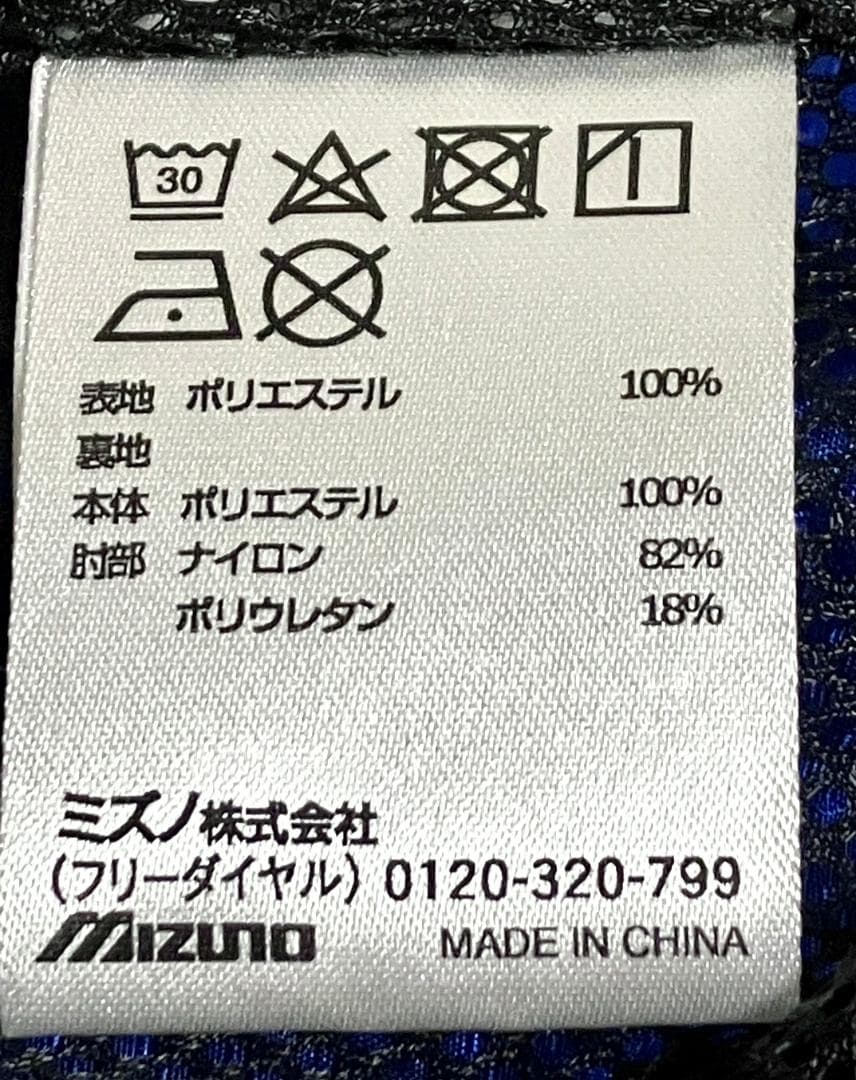 30
表地 ポリエステル 100%
裏地
本体 ポリエステル 100%
肘部 ナイロン 82%
ポリウレタン 18%
ミズノ株式会社
(フリーダイヤル) 0120-320-799
MIZUNO MADE IN CHINA